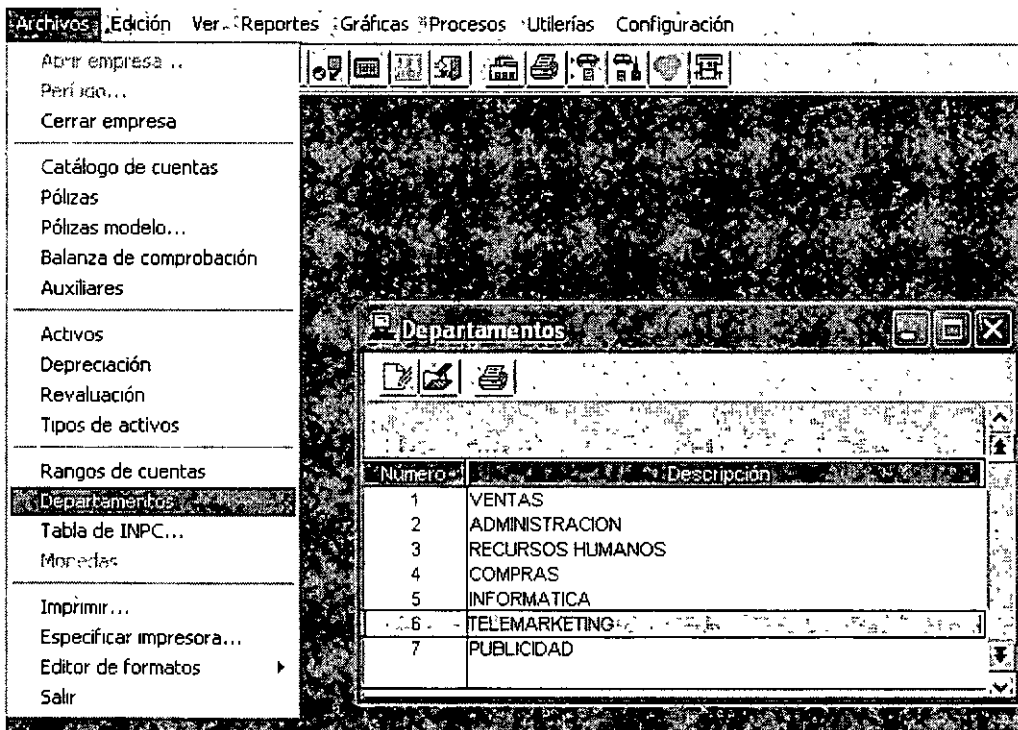 Archivos Edición Ver Reportes Gráficas Procesos Utilerías Configuración
Abrir empresa...
Período...
Cerrar empresa
Catálogo de cuentas
Pólizas
Pólizas modelo...
Balanza de comprobación
Auxiliares
Activos
Depreciación
Revaluación
Tipos de activos
Rangos de cuentas
Departamentos
Tabla de INPC...
Monedas
Imprimir...
Especificar impresora...
Editor de formatos
Salir
Departamentos
Número Descripción
1 VENTAS
2 ADMINISTRACION
3 RECURSOS HUMANOS
4 COMPRAS
5 INFORMATICA
6 TELEMARKETING
7 PUBLICIDAD